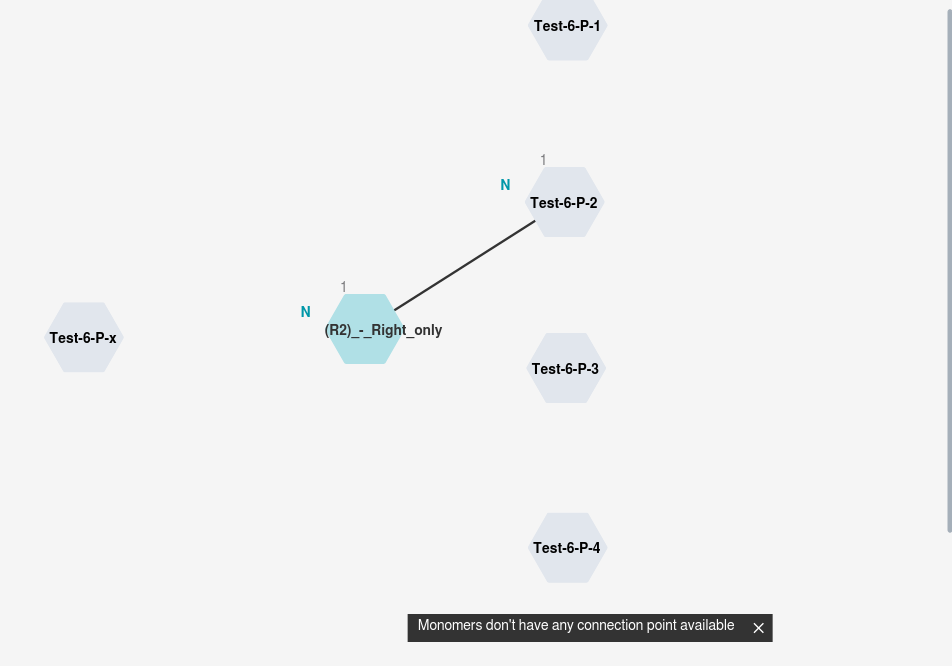 Test-6-P-1
1
N
Test-6-P-2
1
N
(R2)_-_Right_only
Test-6-P-x
Test-6-P-3
Test-6-P-4
Monomers don't have any connection point available